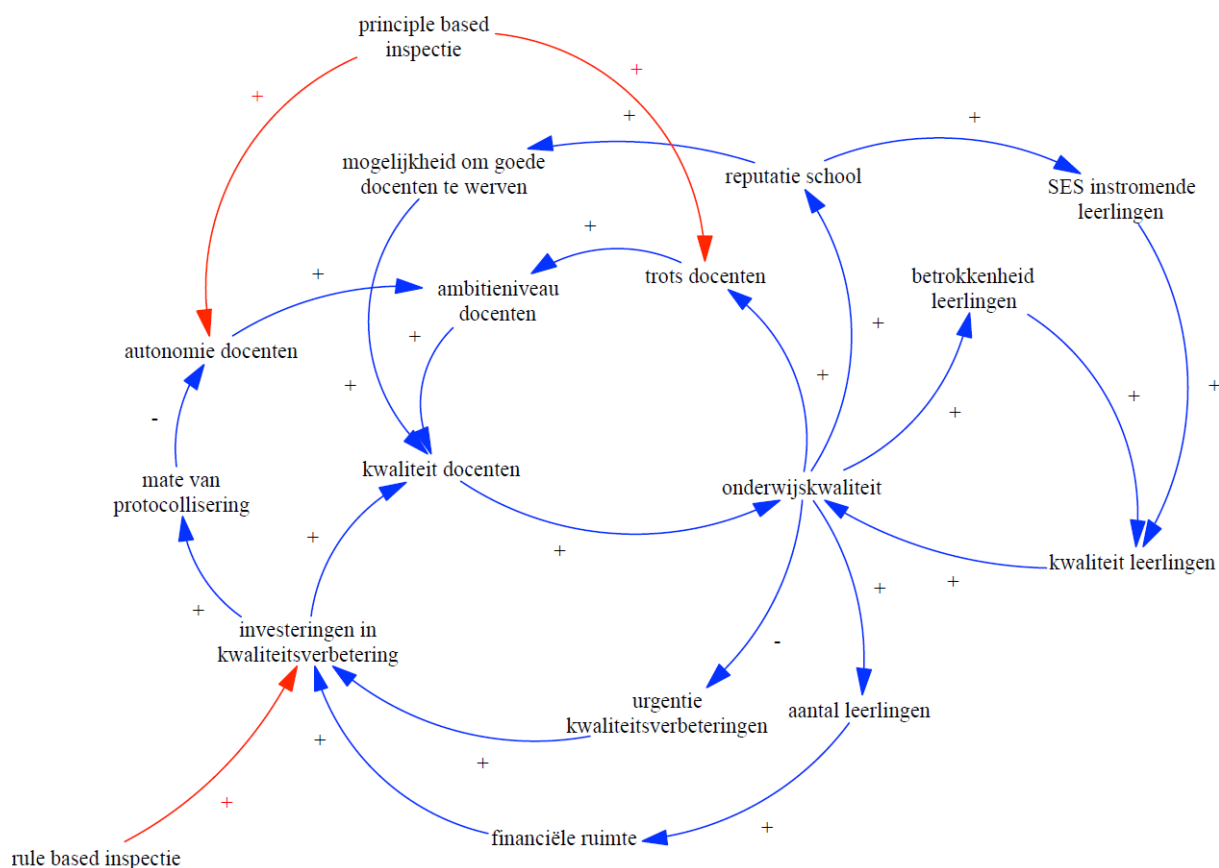 principle based
inspectie
+
+
+
+
mogelijkheid om goede
docenten te werven
reputatie school
SES instromende
leerlingen
+
+
ambitieniveau
docenten
trots docenten
betrokkenheid
leerlingen
autonomie docenten
+
+
+
+
+
+
-
+
mate van
protocollisering
kwaliteit docenten
onderwijskwaliteit
+
+
+
kwaliteit leerlingen
+
+
investeringen in
kwaliteitsverbetering
-
urgentie
kwaliteitsverbeteringen
aantal leerlingen
+
+
+
+
rule based inspectie
financiële ruimte